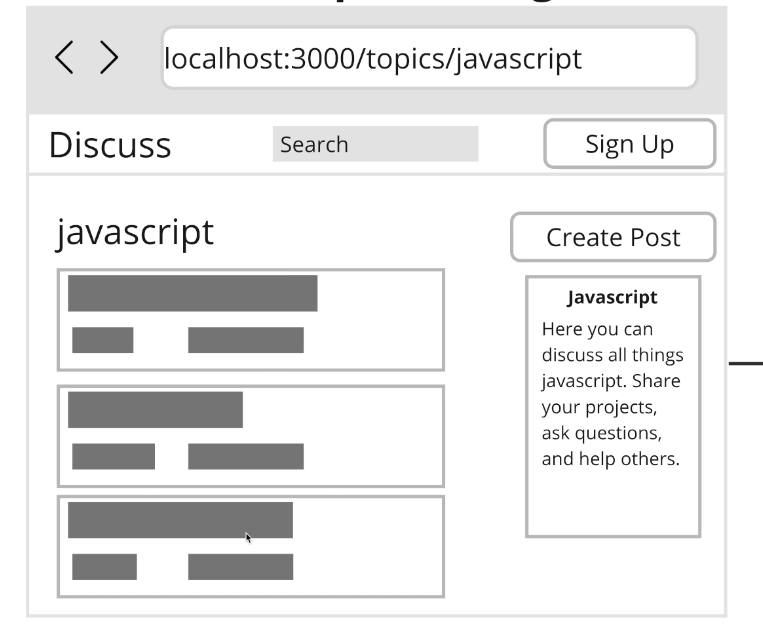 localhost:3000/topics/javascript
Discuss
Search
Sign Up
javascript
Create Post
Javascript
Here you can
discuss all things
javascript. Share
your projects,
ask questions,
and help others.